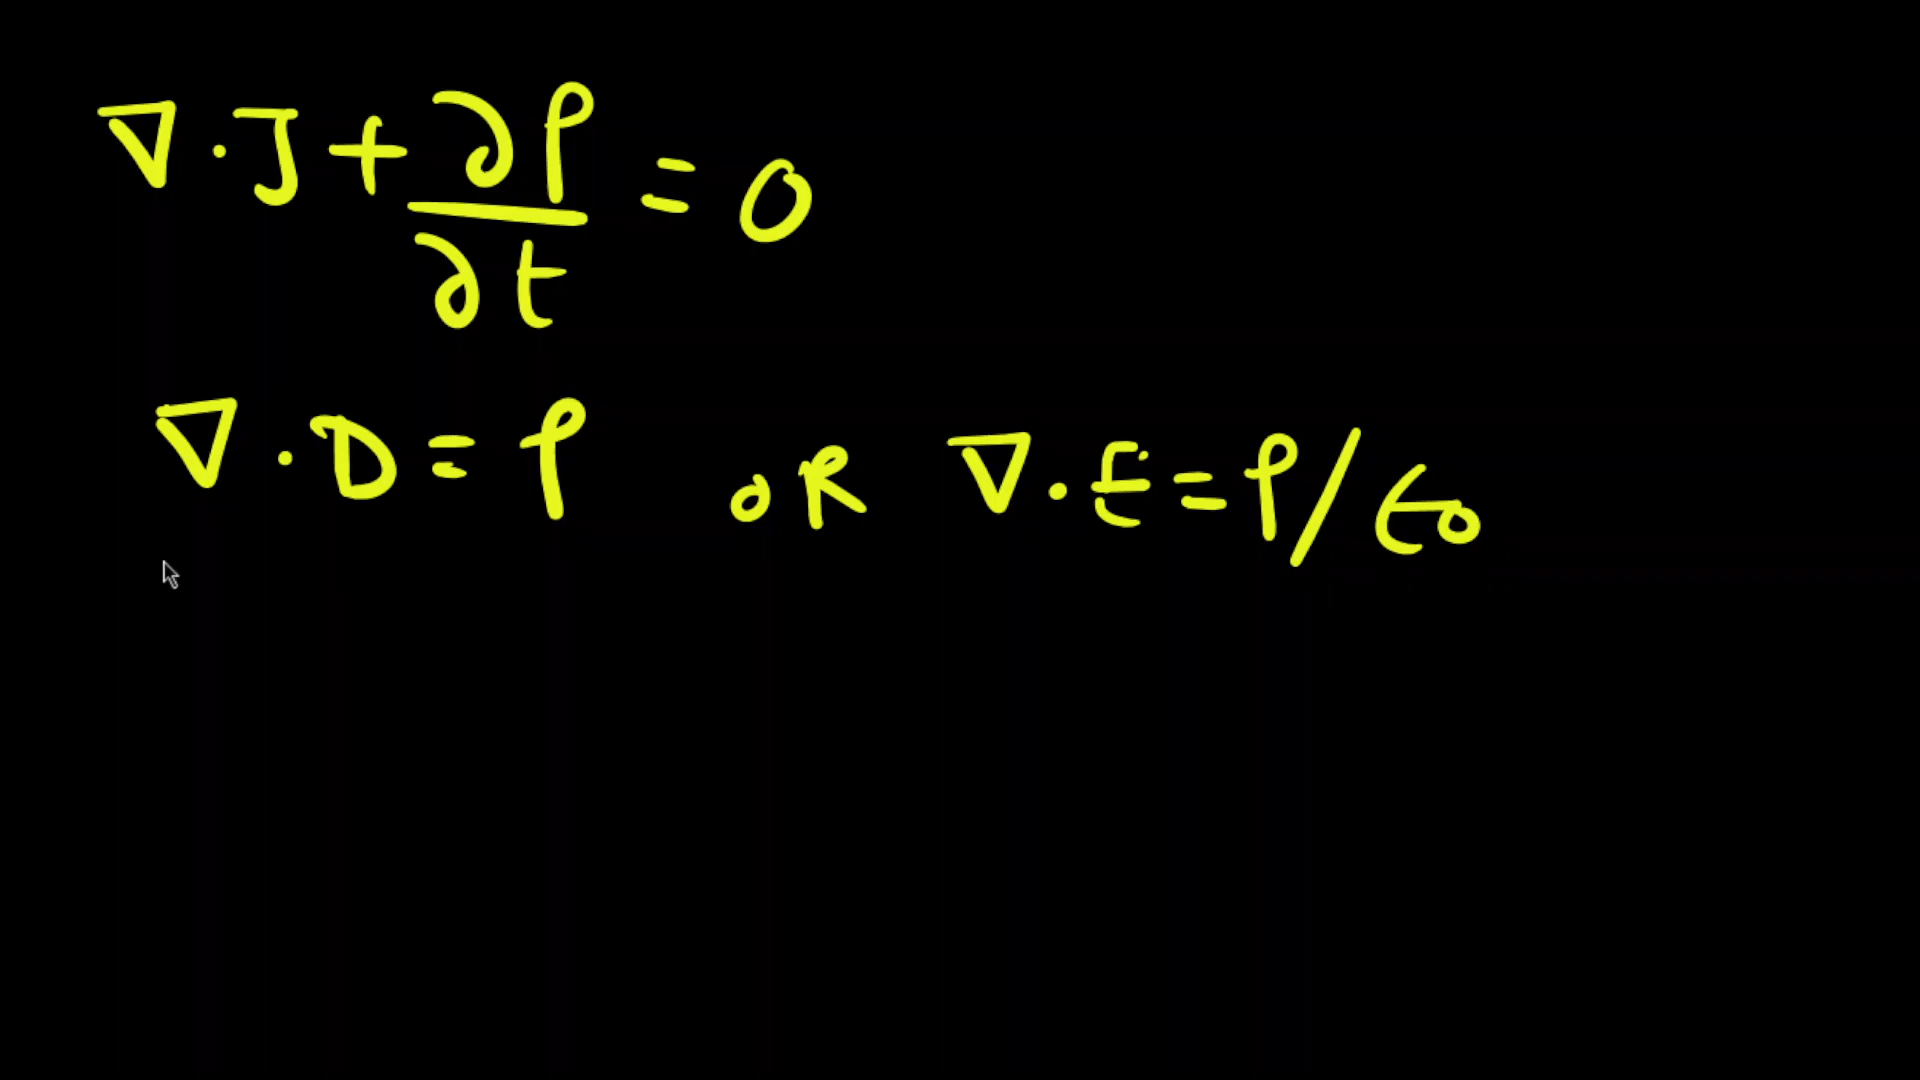 ∇·J + ∂ρ/∂t = 0
∇·D = ρ OR ∇·E = ρ/ϵ₀